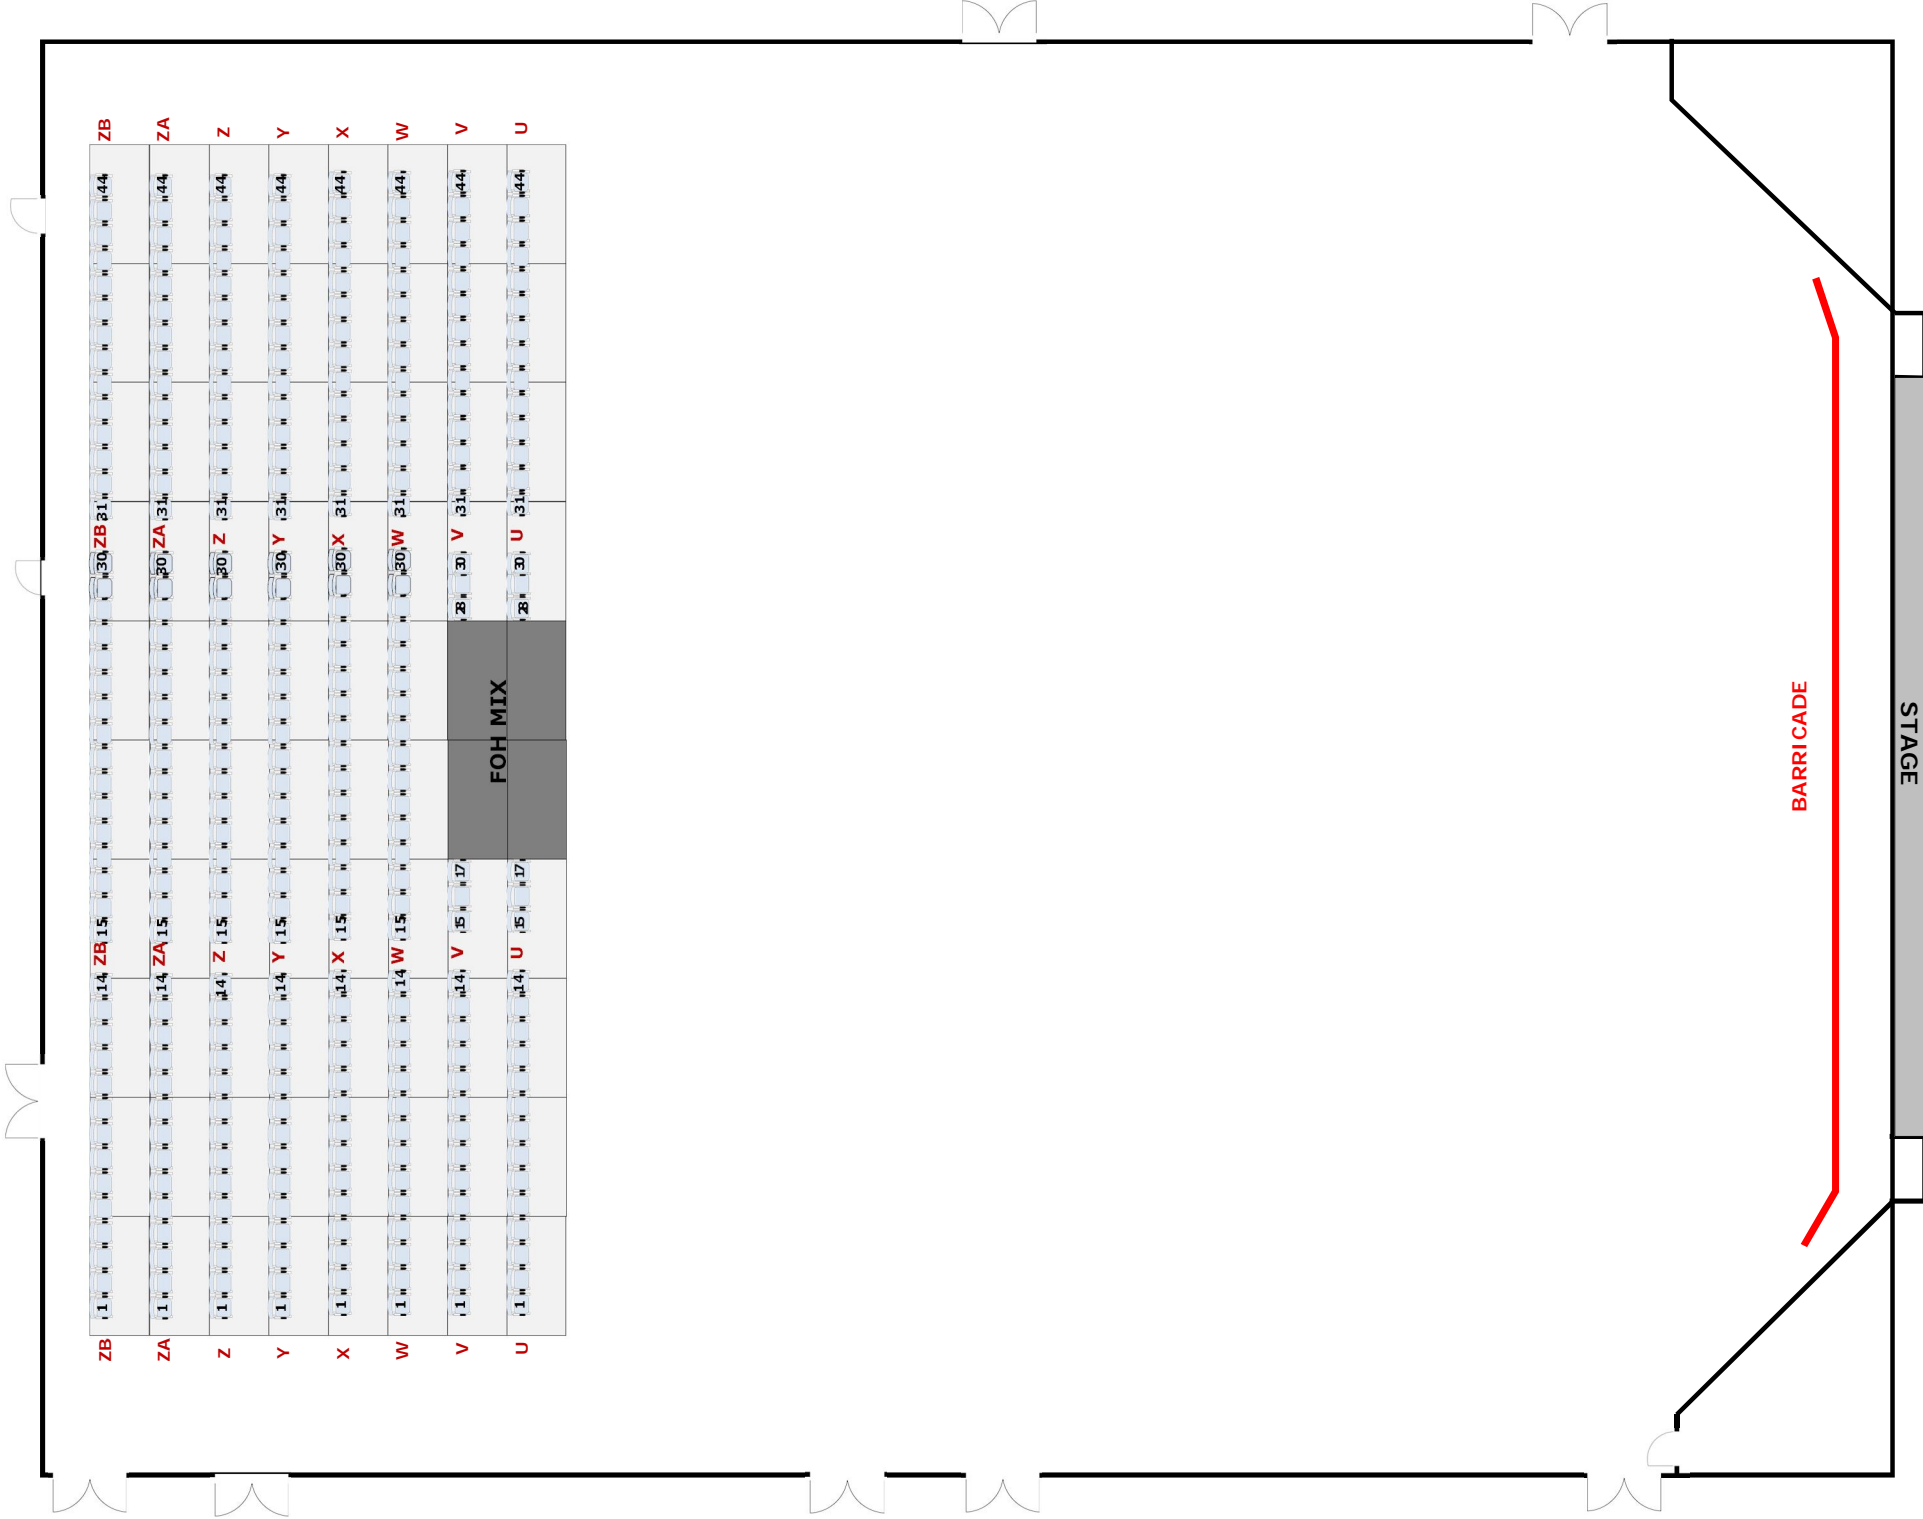 ZB ZA Z Y X W V U
44 44 44 44 44 44 44 44
31 31 31 31 31 31 31 31
ZB ZA Z Y X W V U
30 30 30 30 30 30 30 30
28 28
FOH MIX
BARRICADE
STAGE
17 17
15 15 15 15 15 15 15 15
ZB ZA Z Y X W V U
14 14 14 14 14 14 14 14
1 1 1 1 1 1 1 1
ZB ZA Z Y X W V U